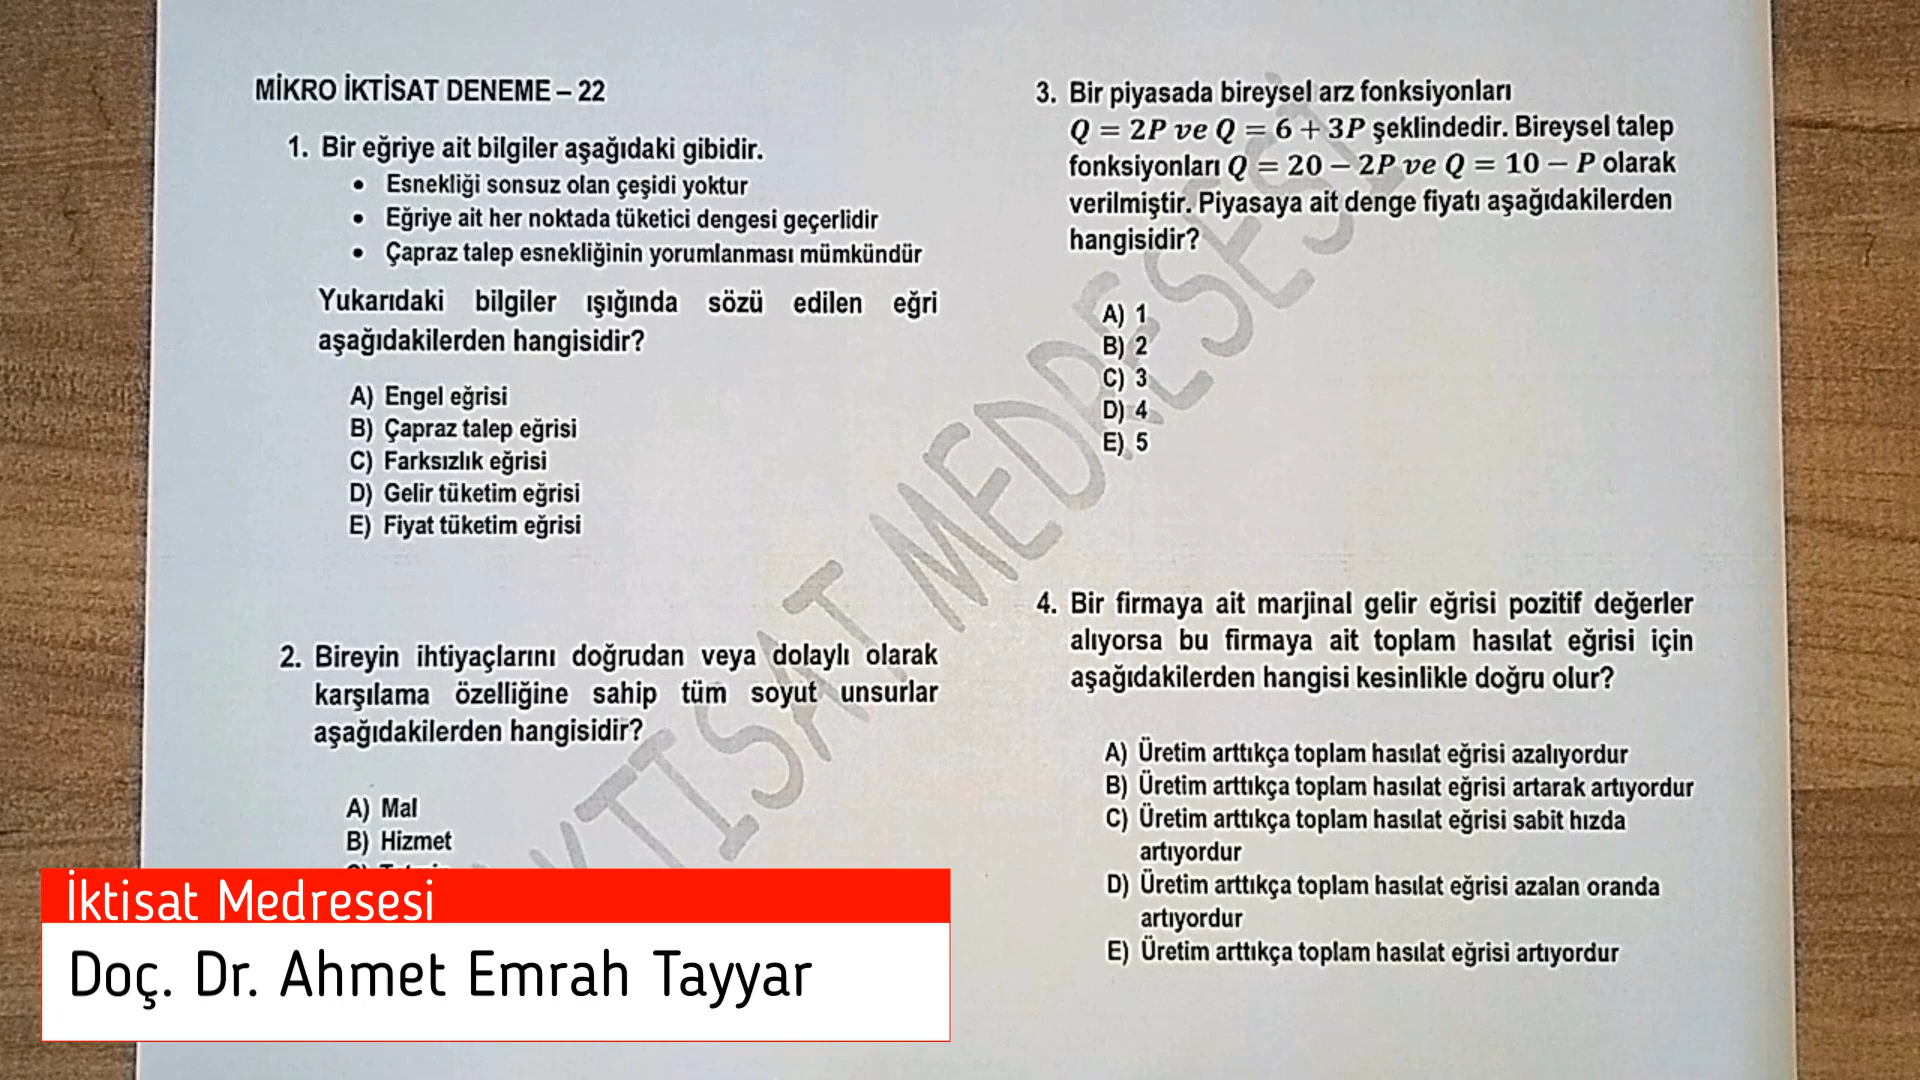 MİKRO İKTİSAT DENEME – 22
1. Bir eğriye ait bilgiler aşağıdaki gibidir.
• Esnekliği sonsuz olan çeşidi yoktur
• Eğriye ait her noktada tüketici dengesi geçerlidir
• Çapraz talep esnekliğinin yorumlanması mümkündür
Yukarıdaki bilgiler ışığında sözü edilen eğri
aşağıdakilerden hangisidir?
A) Engel eğrisi
B) Çapraz talep eğrisi
C) Farksızlık eğrisi
D) Gelir tüketim eğrisi
E) Fiyat tüketim eğrisi
2. Bireyin ihtiyaçlarını doğrudan veya dolaylı olarak
karşılama özelliğine sahip tüm soyut unsurlar
aşağıdakilerden hangisidir?
A) Mal
B) Hizmet
3. Bir piyasada bireysel arz fonksiyonları
Q = 2P ve Q = 6 + 3P şeklindedir. Bireysel talep
fonksiyonları Q = 20 − 2P ve Q = 10 − P olarak
verilmiştir. Piyasaya ait denge fiyatı aşağıdakilerden
hangisidir?
A) 1
B) 2
C) 3
D) 4
E) 5
4. Bir firmaya ait marjinal gelir eğrisi pozitif değerler
alıyorsa bu firmaya ait toplam hasılat eğrisi için
aşağıdakilerden hangisi kesinlikle doğru olur?
A) Üretim arttıkça toplam hasılat eğrisi azalıyordur
B) Üretim arttıkça toplam hasılat eğrisi artarak artıyordur
C) Üretim arttıkça toplam hasılat eğrisi sabit hızda
artıyordur
D) Üretim arttıkça toplam hasılat eğrisi azalan oranda
artıyordur
E) Üretim arttıkça toplam hasılat eğrisi artıyordur
KTİSAT MEDRESESİ
İktisat Medresesi
Doç. Dr. Ahmet Emrah Tayyar